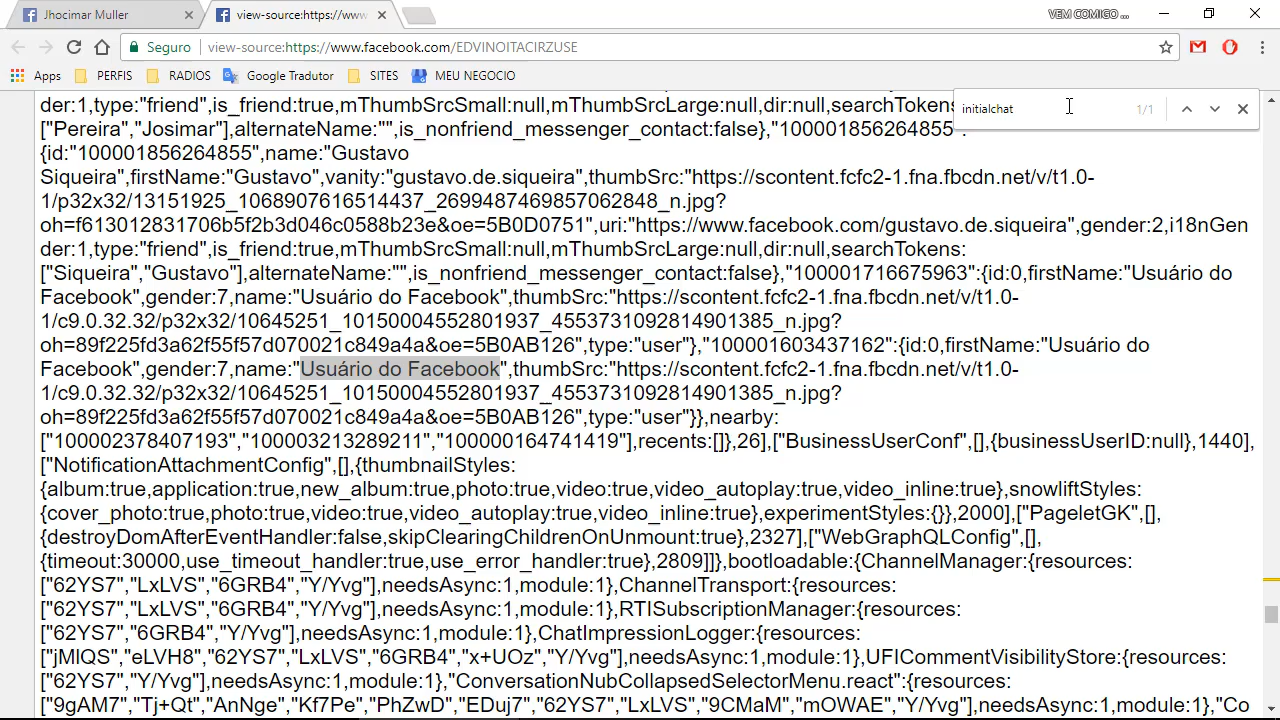 Jhocimar Muller
view-source:https://www
VEM COMIGO ...
Seguro
view-source:https://www.facebook.com/EDVINOITACIRZUSE
Apps
PERFIS
RADIOS
Google Tradutor
SITES
MEU NEGOCIO
initialchat
1/1
der:1,type:"friend",is_friend:true,mThumbSrcSmall:null,mThumbSrcLarge:null,dir:null,searchTokens
["Pereira","Josimar"],alternateName:"",is_nonfriend_messenger_contact:false},"100001856264855":
{id:"100001856264855",name:"Gustavo
Siqueira",firstName:"Gustavo",vanity:"gustavo.de.siqueira",thumbSrc:"https://scontent.fcfc2-1.fna.fbcdn.net/v/t1.0-
1/p32x32/13151925_1068907616514437_2699487469857062848_n.jpg?
oh=f613012831706b5f2b3d046c0588b23e&oe=5B0D0751",uri:"https://www.facebook.com/gustavo.de.siqueira",gender:2,i18nGen
der:1,type:"friend",is_friend:true,mThumbSrcSmall:null,mThumbSrcLarge:null,dir:null,searchTokens:
["Siqueira","Gustavo"],alternateName:"",is_nonfriend_messenger_contact:false},"100001716675963":{id:0,firstName:"Usuário do
Facebook",gender:7,name:"Usuário do Facebook",thumbSrc:"https://scontent.fcfc2-1.fna.fbcdn.net/v/t1.0-
1/c9.0.32.32/p32x32/10645251_10150004552801937_4553731092814901385_n.jpg?
oh=89f225fd3a62f55f57d070021c849a4a&oe=5B0AB126",type:"user"},"100001603437162":{id:0,firstName:"Usuário do
Facebook",gender:7,name:"Usuário do Facebook",thumbSrc:"https://scontent.fcfc2-1.fna.fbcdn.net/v/t1.0-
1/c9.0.32.32/p32x32/10645251_10150004552801937_4553731092814901385_n.jpg?
oh=89f225fd3a62f55f57d070021c849a4a&oe=5B0AB126",type:"user"}},nearby:
["100002378407193","100003213289211","100000164741419"],recents:[]},26],["BusinessUserConf",[],{businessUserID:null},1440],
["NotificationAttachmentConfig",[],{thumbnailStyles:
{album:true,application:true,new_album:true,photo:true,video:true,video_autoplay:true,video_inline:true},snowliftStyles:
{cover_photo:true,photo:true,video:true,video_autoplay:true,video_inline:true},experimentStyles:{}},2000],["PageletGK",[],
{destroyDomAfterEventHandler:false,skipClearingChildrenOnUnmount:true},2327],["WebGraphQLConfig",[],
{timeout:30000,use_timeout_handler:true,use_error_handler:true},2809]]},bootloadable:{ChannelManager:{resources:
["62YS7","LxLVS","6GRB4","Y/Yvg"],needsAsync:1,module:1},ChannelTransport:{resources:
["62YS7","LxLVS","6GRB4","Y/Yvg"],needsAsync:1,module:1},RTISubscriptionManager:{resources:
["62YS7","6GRB4","Y/Yvg"],needsAsync:1,module:1},ChatImpressionLogger:{resources:
["jMlQS","eLVH8","62YS7","LxLVS","6GRB4","x+UOz","Y/Yvg"],needsAsync:1,module:1},UFICommentVisibilityStore:{resources:
["62YS7","Y/Yvg"],needsAsync:1,module:1},"ConversationNubCollapsedSelectorMenu.react":{resources:
["9gAM7","Tj+Qt","AnNge","Kf7Pe","PhZwD","EDuj7","62YS7","LxLVS","9CMaM","mOWAE","Y/Yvg"],needsAsync:1,module:1},"Co